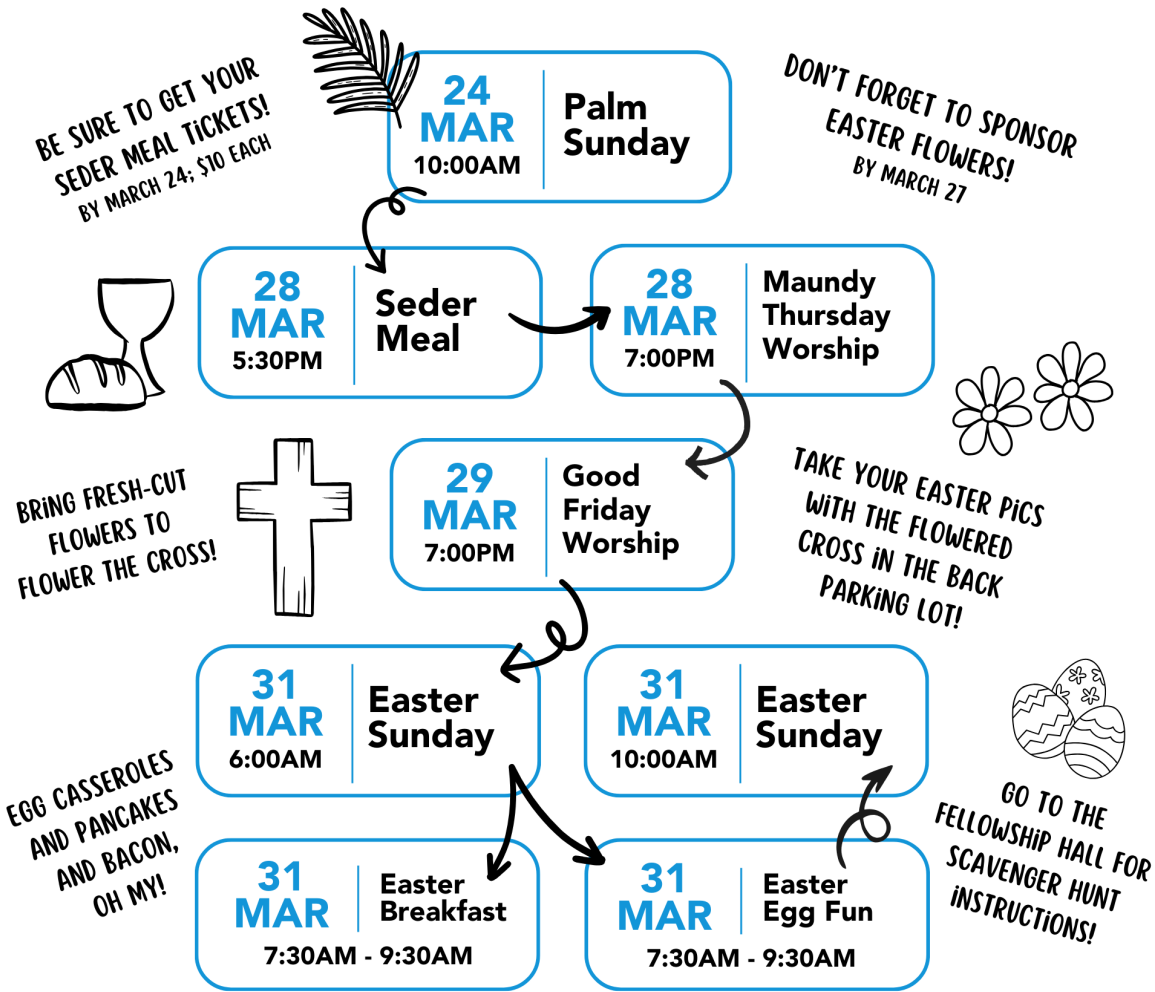 BE SURE TO GET YOUR
SEDER MEAL TICKETS!
BY MARCH 24; $10 EACH
24
MAR
10:00AM
Palm
Sunday
DON'T FORGET TO SPONSOR
EASTER FLOWERS!
BY MARCH 27
28
MAR
5:30PM
Seder
Meal
28
MAR
7:00PM
Maundy
Thursday
Worship
BRING FRESH-CUT
FLOWERS TO
FLOWER THE CROSS!
29
MAR
7:00PM
Good
Friday
Worship
TAKE YOUR EASTER PICS
WITH THE FLOWERED
CROSS IN THE BACK
PARKING LOT!
31
MAR
6:00AM
Easter
Sunday
31
MAR
10:00AM
Easter
Sunday
EGG CASSEROLES
AND PANCAKES
AND BACON,
OH MY!
31
MAR
Easter
Breakfast
7:30AM - 9:30AM
31
MAR
Easter
Egg Fun
7:30AM - 9:30AM
GO TO THE
FELLOWSHIP HALL FOR
SCAVENGER HUNT
INSTRUCTIONS!